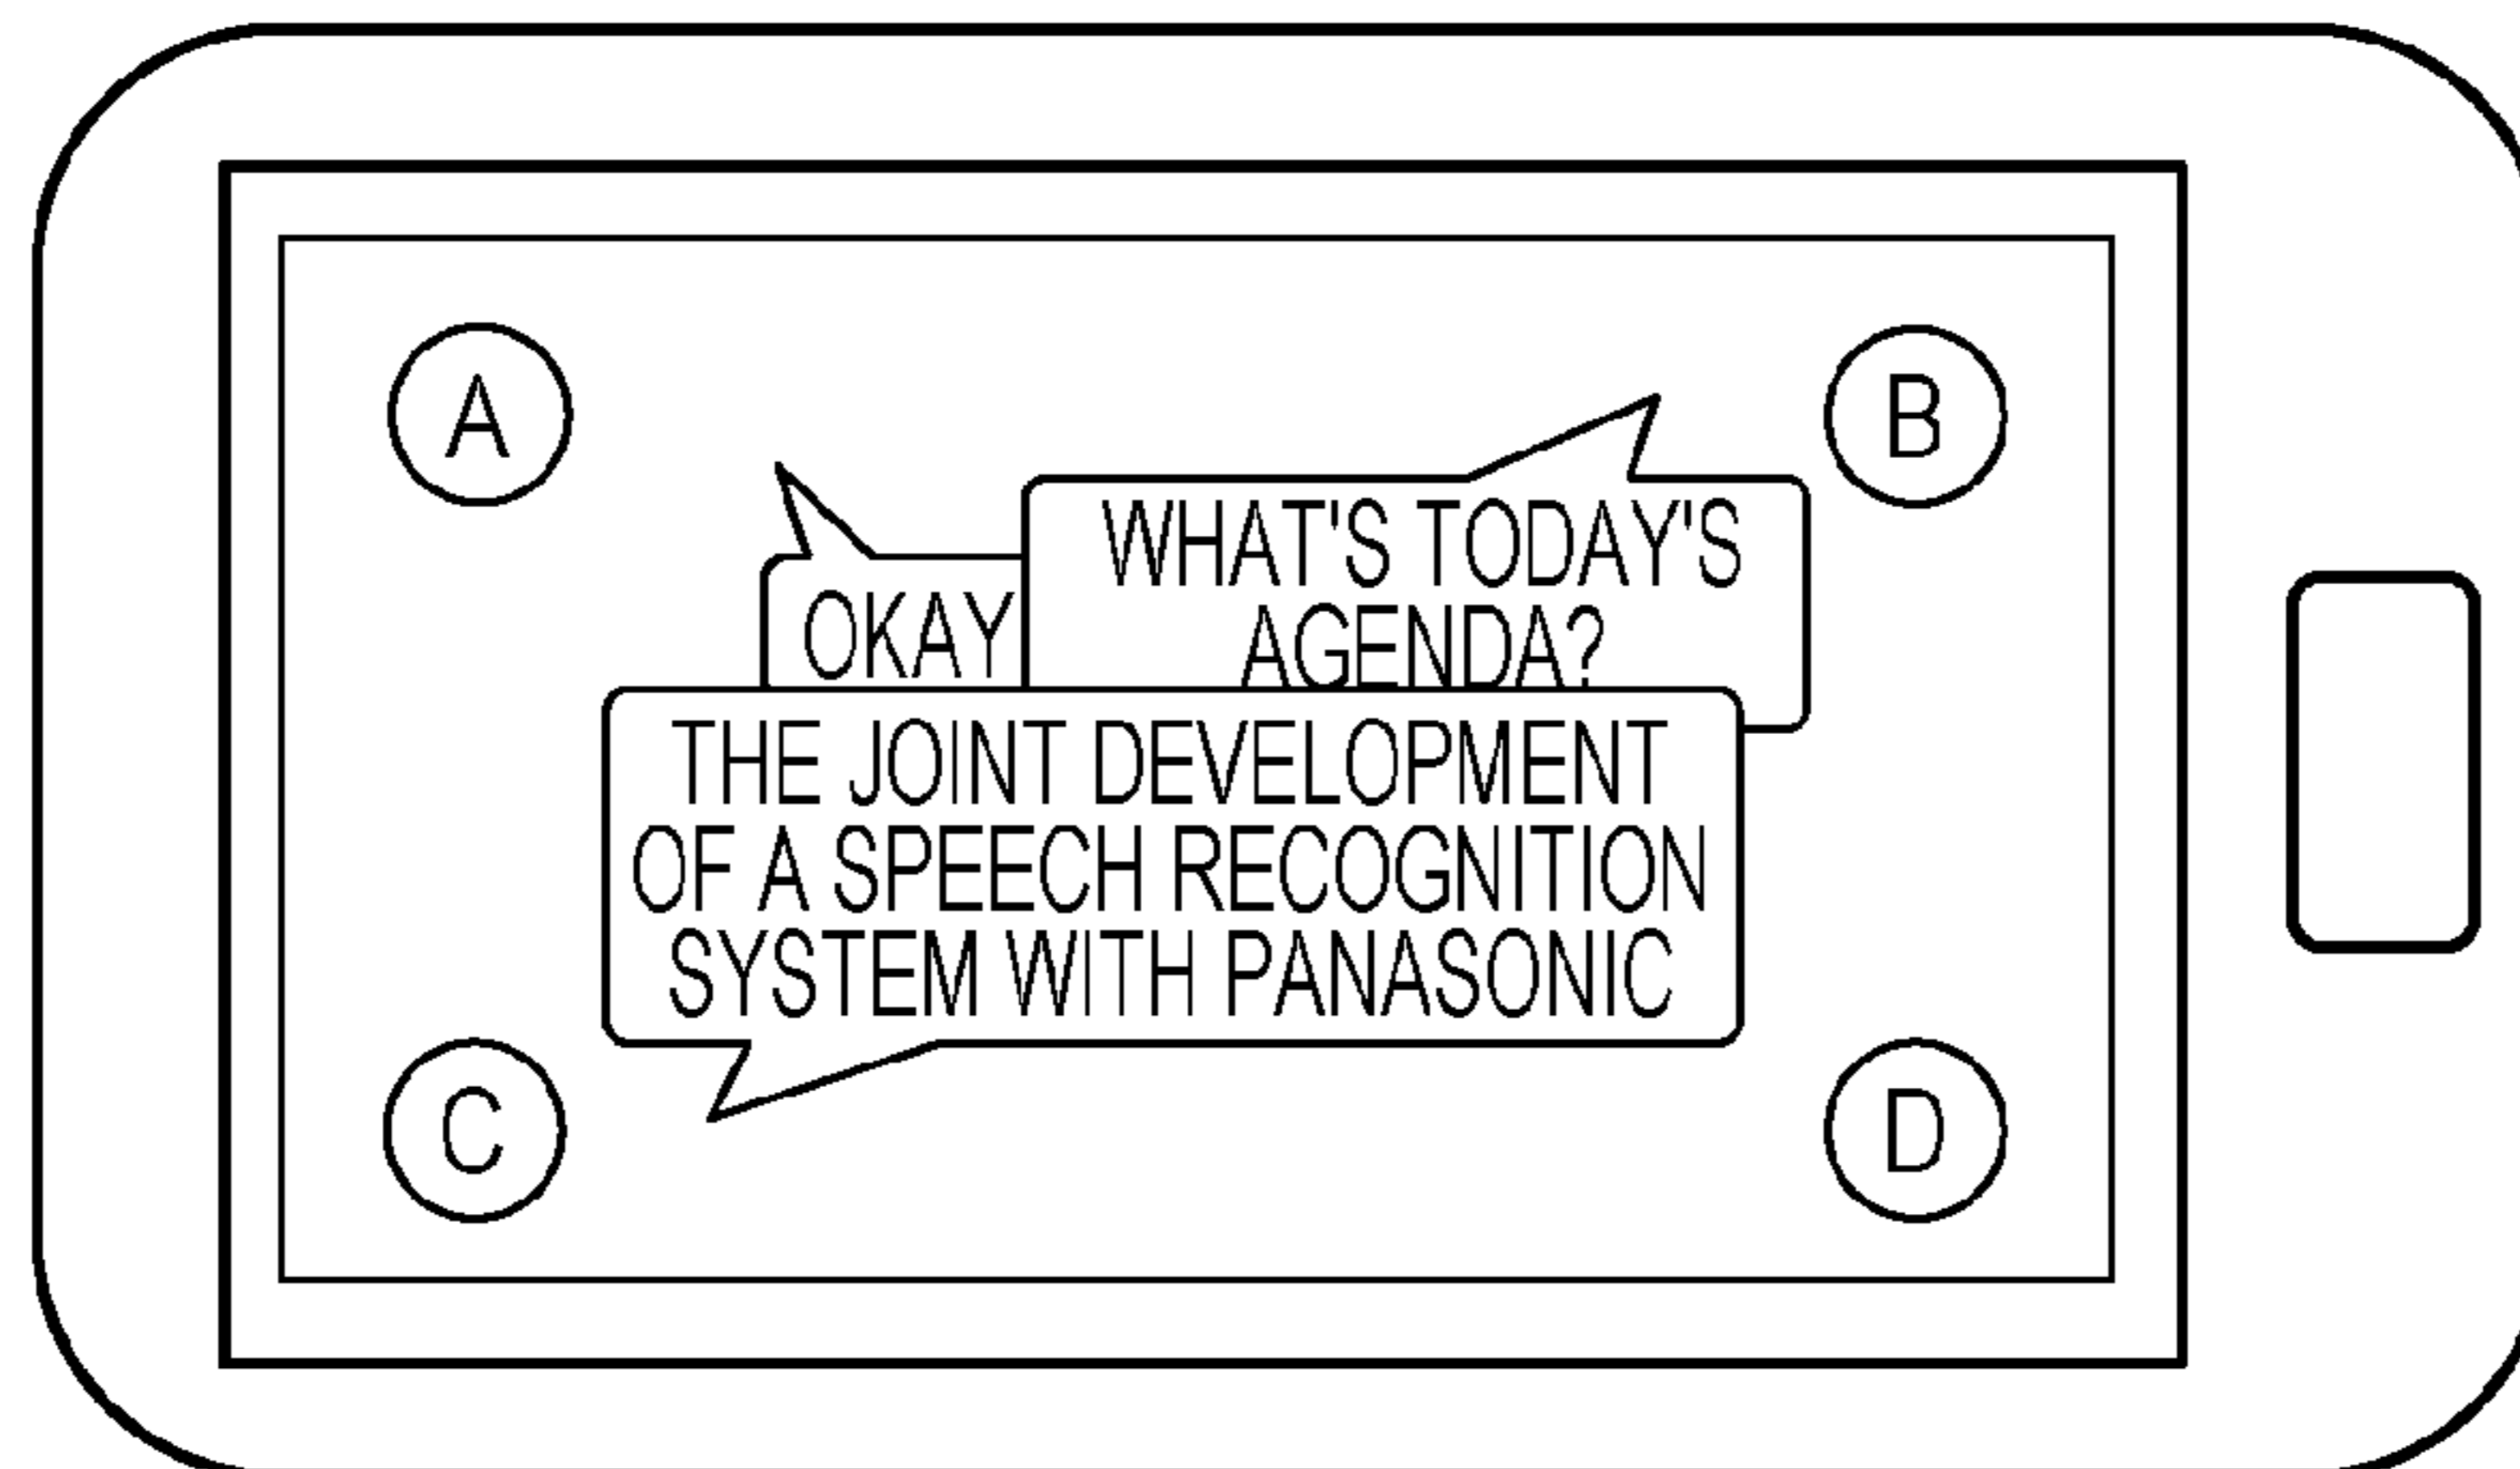 A
B
WHAT'S TODAY'S
AGENDA?
OKAY
THE JOINT DEVELOPMENT
OF A SPEECH RECOGNITION
SYSTEM WITH PANASONIC
C
D